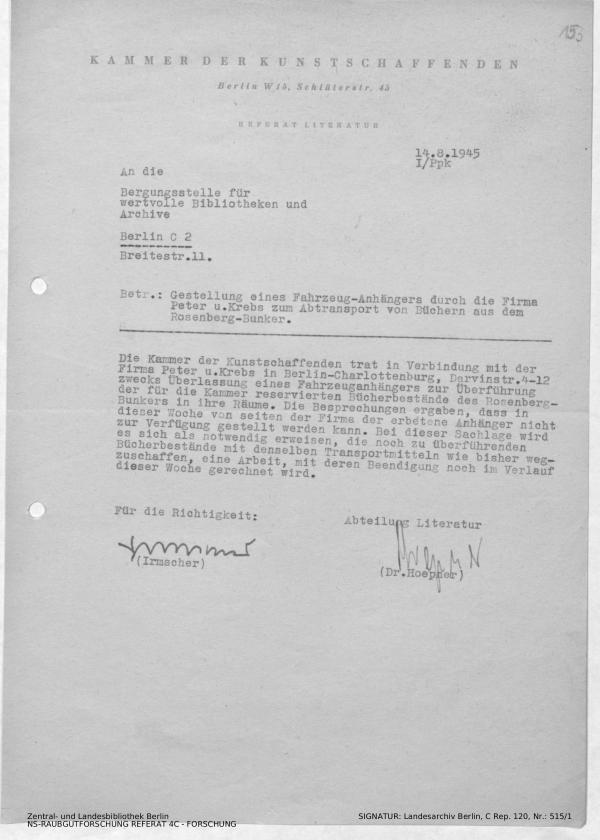 153
KAMMER DER KUNSTSCHAFFENDEN
Berlin W15, Schlüterstr. 45
REFERAT LITERATUR
14.8.1945
I/Ppk
An die
Bergungsstelle für
wertvolle Bibliotheken und
Archive
Berlin C 2
Breitestr.11.
Betr.: Gestellung eines Fahrzeug-Anhängers durch die Firma
Peter u.Krebs zum Abtransport von Büchern aus dem
Rosenberg-Bunker.
Die Kammer der Kunstschaffenden trat in Verbindung mit der
Firma Peter u.Krebs in Berlin-Charlottenburg, Darvinstr.4-12
zwecks Überlassung eines Fahrzeuganhängers zur Überführung
der für die Kammer reservierten Bücherbestände des Rosenberg-
Bunkers in ihre Räume. Die Besprechungen ergaben, dass in
dieser Woche von seiten der Firma der erbetene Anhänger nicht
zur Verfügung gestellt werden kann. Bei dieser Sachlage wird
es sich als notwendig erweisen, die noch zu überführenden
Bücherbestände mit denselben Transportmitteln wie bisher weg-
zuschaffen, eine Arbeit, mit deren Beendigung noch im Verlauf
dieser Woche gerechnet wird.
Für die Richtigkeit:
Abteilung Literatur
(Irmscher)
(Dr.Hoepner)
Zentral- und Landesbibliothek Berlin
NS-RAUBGUTFORSCHUNG REFERAT 4C - FORSCHUNG
SIGNATUR: Landesarchiv Berlin, C Rep. 120, Nr.: 515/1